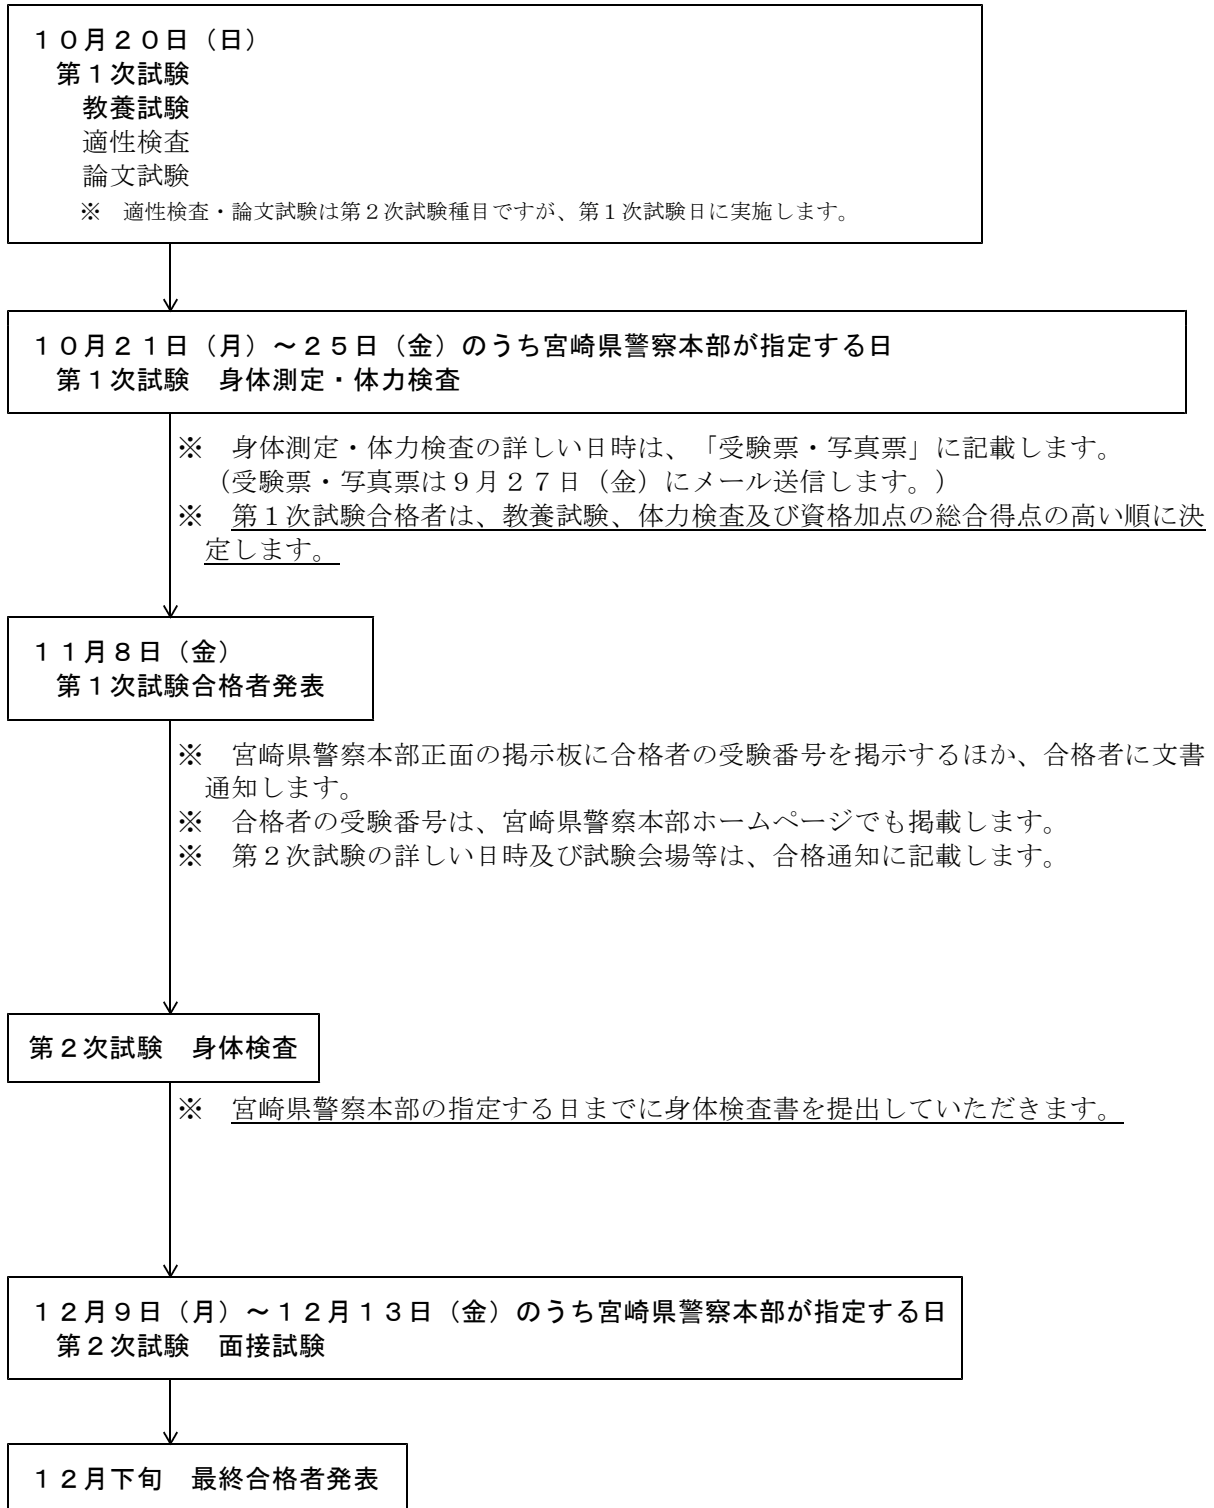 １０月２０日（日）
第１次試験
教養試験
適性検査
論文試験
※　適性検査・論文試験は第２次試験種目ですが、第１次試験日に実施します。
１０月２１日（月）～２５日（金）のうち宮崎県警察本部が指定する日
第１次試験　身体測定・体力検査
※　身体測定・体力検査の詳しい日時は、「受験票・写真票」に記載します。
（受験票・写真票は９月２７日（金）にメール送信します。）
※　第１次試験合格者は、教養試験、体力検査及び資格加点の総合得点の高い順に決
定します。
１１月８日（金）
第１次試験合格者発表
※　宮崎県警察本部正面の掲示板に合格者の受験番号を掲示するほか、合格者に文書
通知します。
※　合格者の受験番号は、宮崎県警察本部ホームページでも掲載します。
※　第２次試験の詳しい日時及び試験会場等は、合格通知に記載します。
第２次試験　身体検査
※　宮崎県警察本部の指定する日までに身体検査書を提出していただきます。
１２月９日（月）～１２月１３日（金）のうち宮崎県警察本部が指定する日
第２次試験　面接試験
１２月下旬　最終合格者発表